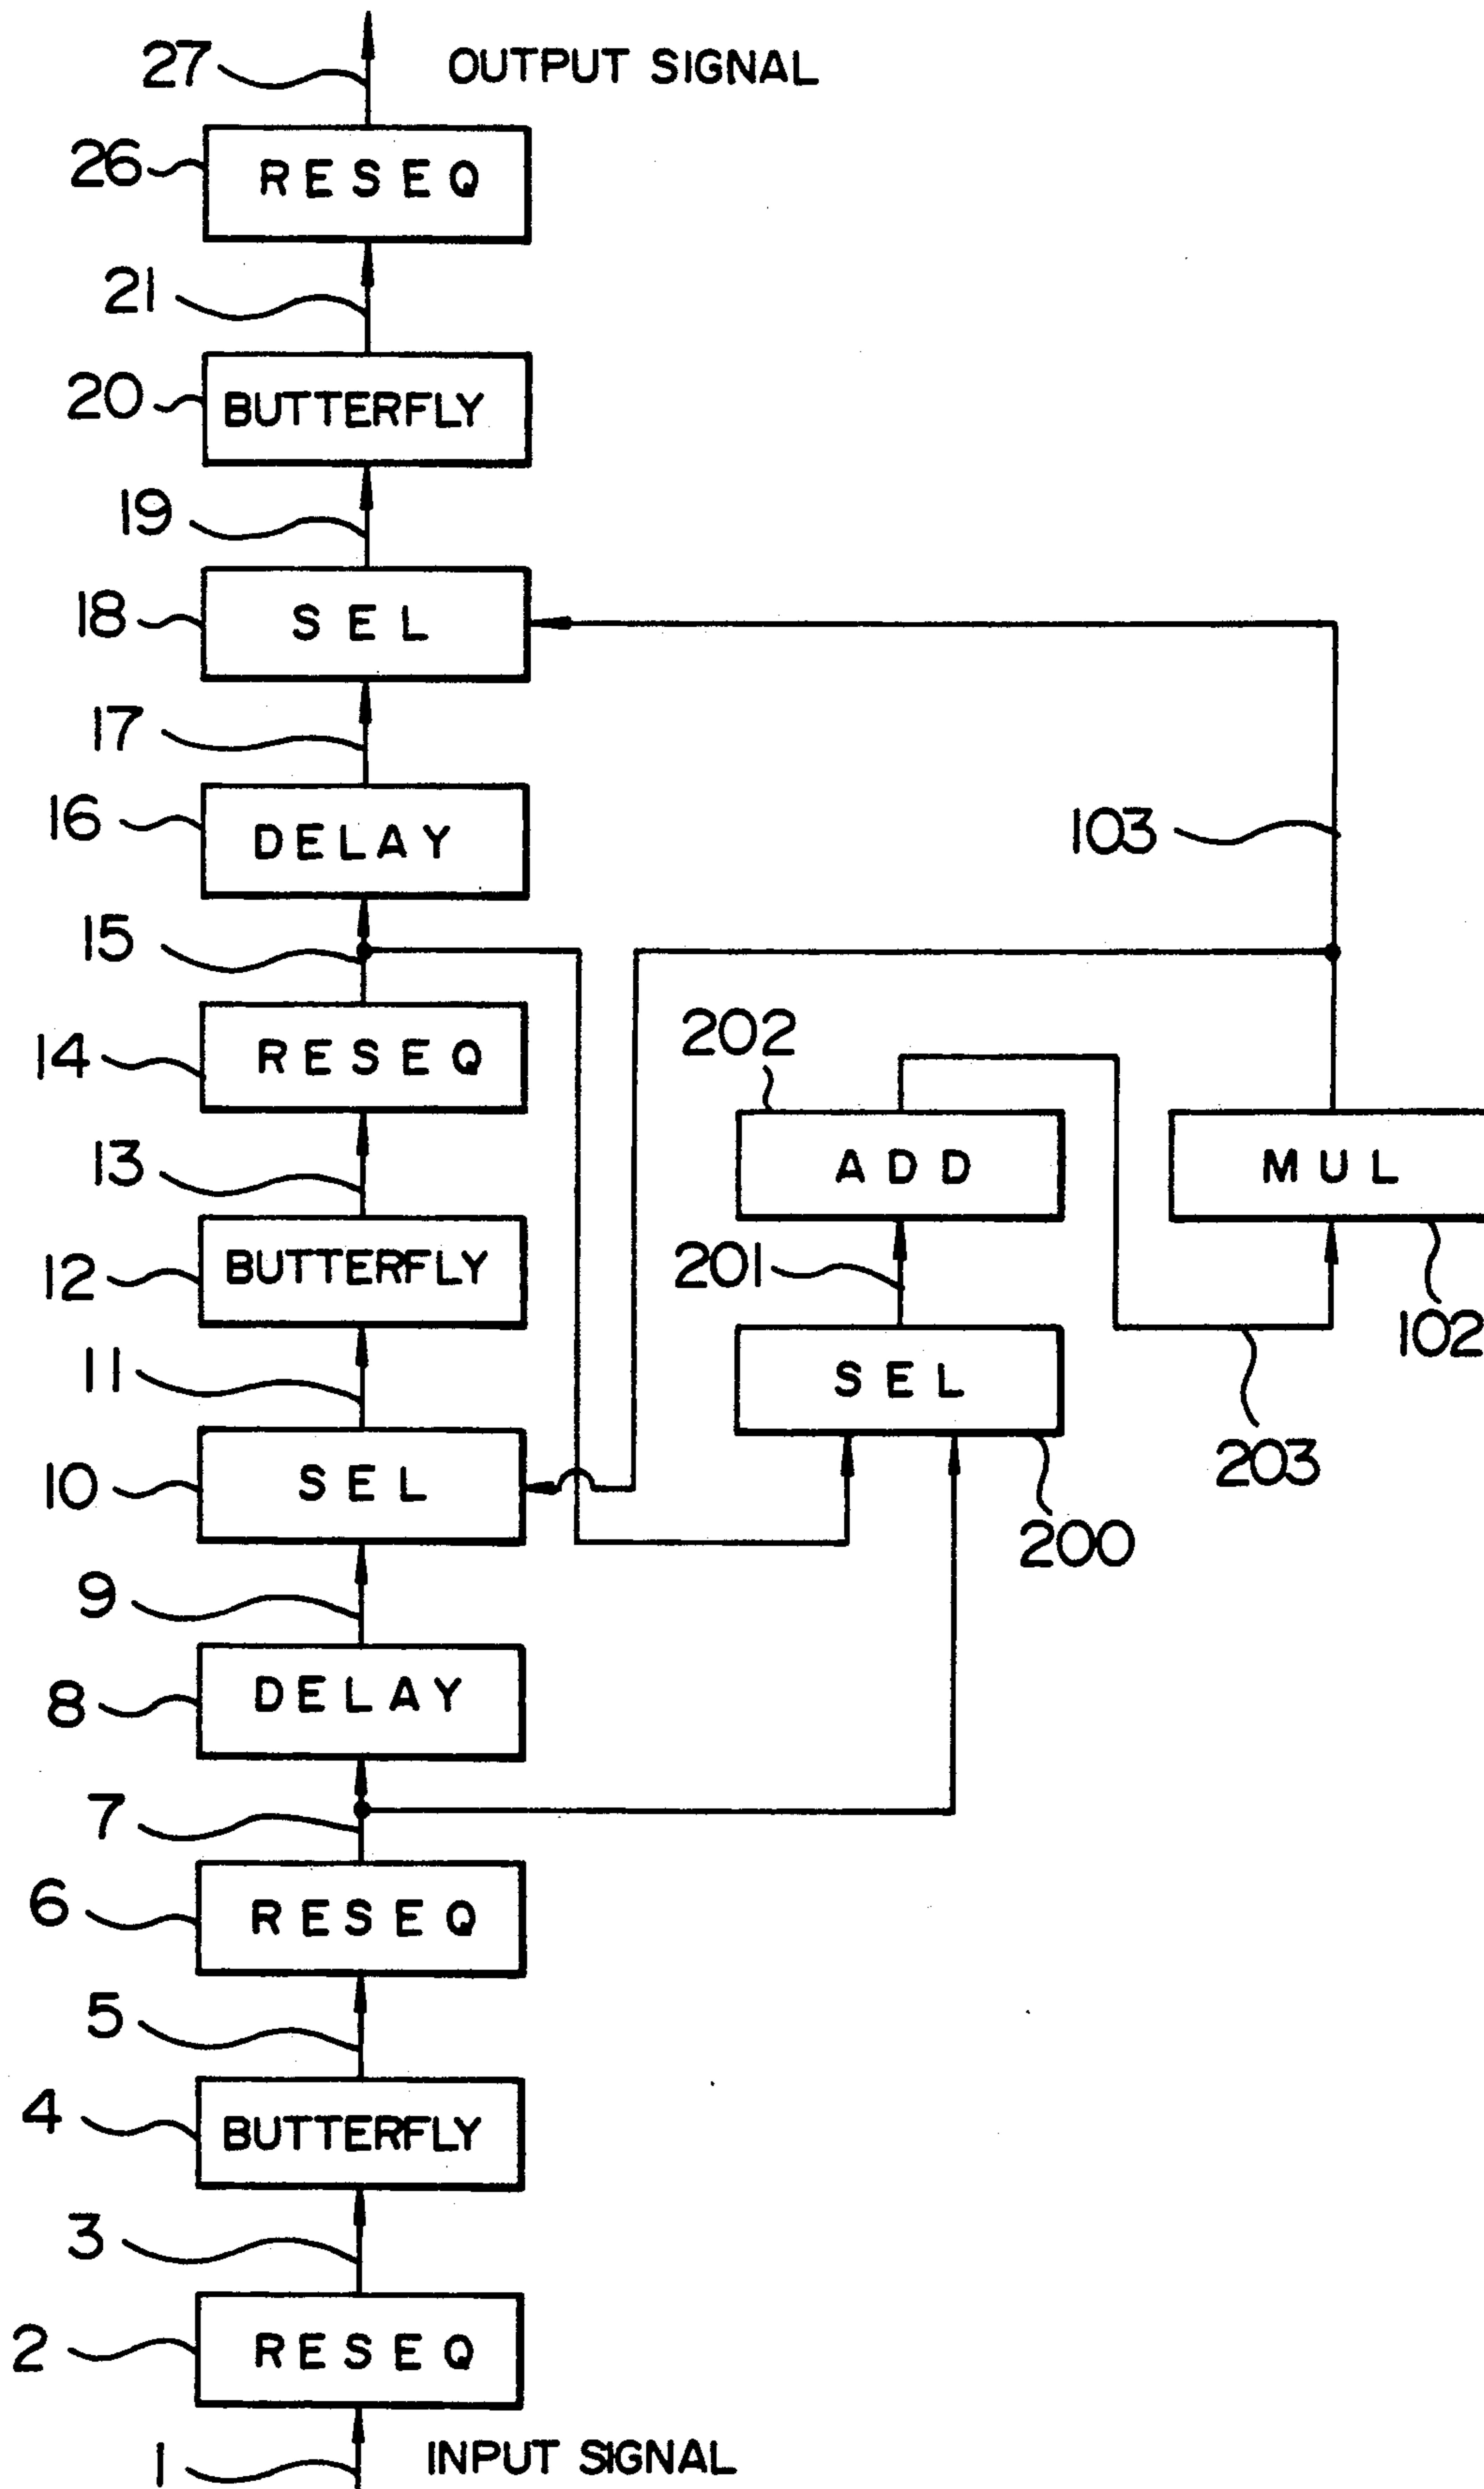 27 OUTPUT SIGNAL
26 RESEQ
21
20 BUTTERFLY
19
18 SEL
17
16 DELAY
103
15
14 RESEQ
202
13
ADD
MUL
12 BUTTERFLY
201
102
11
SEL
203
10 SEL
200
9
8 DELAY
7
6 RESEQ
5
4 BUTTERFLY
3
2 RESEQ
1 INPUT SIGNAL